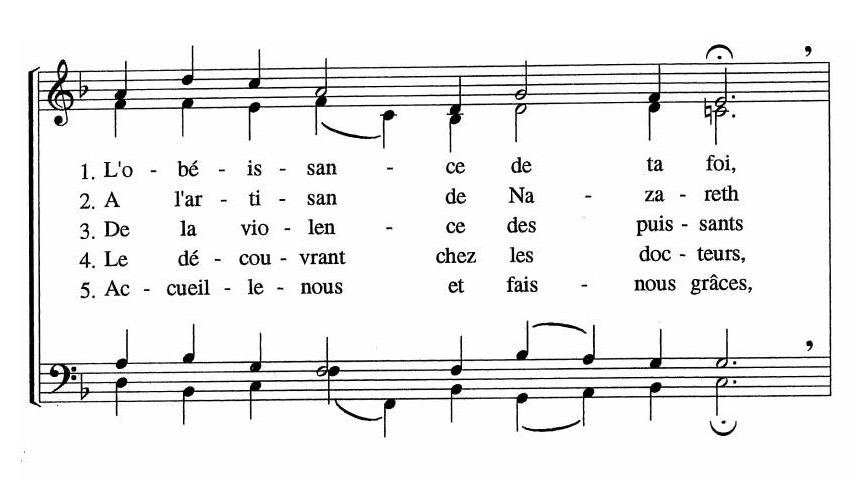 1. L'o - bé - is - san - ce de ta foi,
2. A l'ar - ti - san de Na - za - reth
3. De la vio - len - ce des puis - sants
4. Le dé - cou - vrant chez les doc - teurs,
5. Ac - cueil - le - nous et fais - nous grâces,